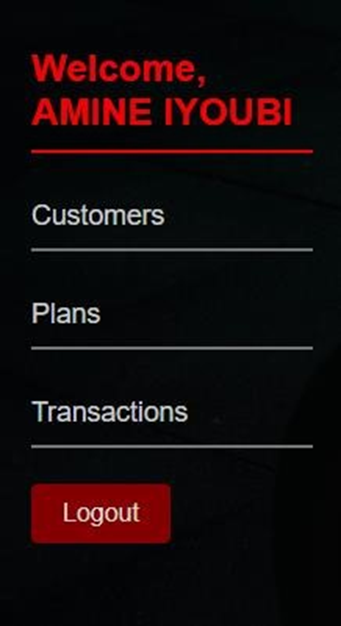 Welcome,
AMINE IYOUBI
Customers
Plans
Transactions
Logout